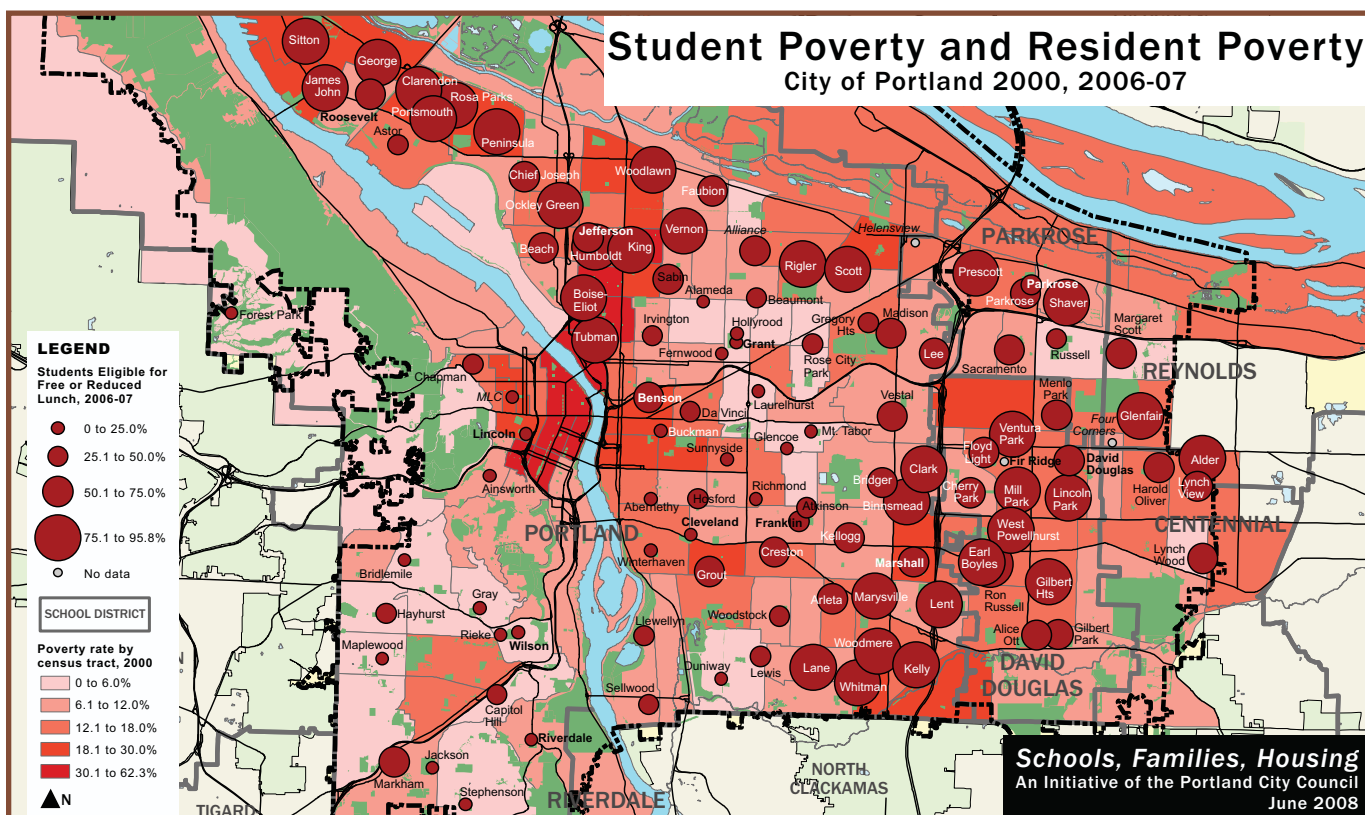 Student Poverty and Resident Poverty
City of Portland 2000, 2006-07
Sitton
George
James
John
Clarendon
Rosa Parks
Roosevelt
Portsmouth
Astor
Peninsula
Chief Joseph
Woodlawn
Faubion
Ockley Green
Jefferson
Humboldt
King
Vernon
Alliance
Helensview
PARKROSE
Beach
Rigler
Scott
Prescott
Sabin
Alameda
Parkrose
Parkrose
Shaver
Boise-
Eliot
Beaumont
Forest Park
Irvington
Hollyrood
Gregory
Hts
Madison
Margaret
Scott
Tubman
Grant
Fernwood
Rose City
Park
Lee
Sacramento
Russell
REYNOLDS
Chapman
MLC
Benson
Laurelhurst
Vestal
Menlo
Park
Da Vinci
Four
Corners
Glenfair
Lincoln
Buckman
Mt. Tabor
Glencoe
Ventura
Park
Sunnyside
Floyd
Light
Fir Ridge
David
Douglas
Alder
Ainsworth
Clark
Bridger
Cherry
Park
Mill
Park
Lincoln
Park
Harold
Oliver
Lynch
View
Abernethy
Hosford
Richmond
Atkinson
Binnsmead
PORTLAND
Cleveland
Franklin
West
Powellhurst
CENTENNIAL
Kellogg
Winterhaven
Creston
Marshall
Earl
Boyles
Lynch
Wood
Bridlemile
Grout
Gray
Gilbert
Hts
Ron
Russell
Hayhurst
Woodstock
Arleta
Marysville
Lent
Rieke
Wilson
Llewellyn
Alice
Ott
Gilbert
Park
Maplewood
Woodmere
Duniway
Lewis
Lane
Kelly
DAVID
DOUGLAS
Whitman
Capitol
Hill
Sellwood
Riverdale
Jackson
Markham
Stephenson
RIVERDALE
TIGARD
NORTH
CLACKAMAS
LEGEND
Students Eligible for
Free or Reduced
Lunch, 2006-07
0 to 25.0%
25.1 to 50.0%
50.1 to 75.0%
75.1 to 95.8%
No data
SCHOOL DISTRICT
Poverty rate by
census tract, 2000
0 to 6.0%
6.1 to 12.0%
12.1 to 18.0%
18.1 to 30.0%
30.1 to 62.3%
N
Schools, Families, Housing
An Initiative of the Portland City Council
June 2008